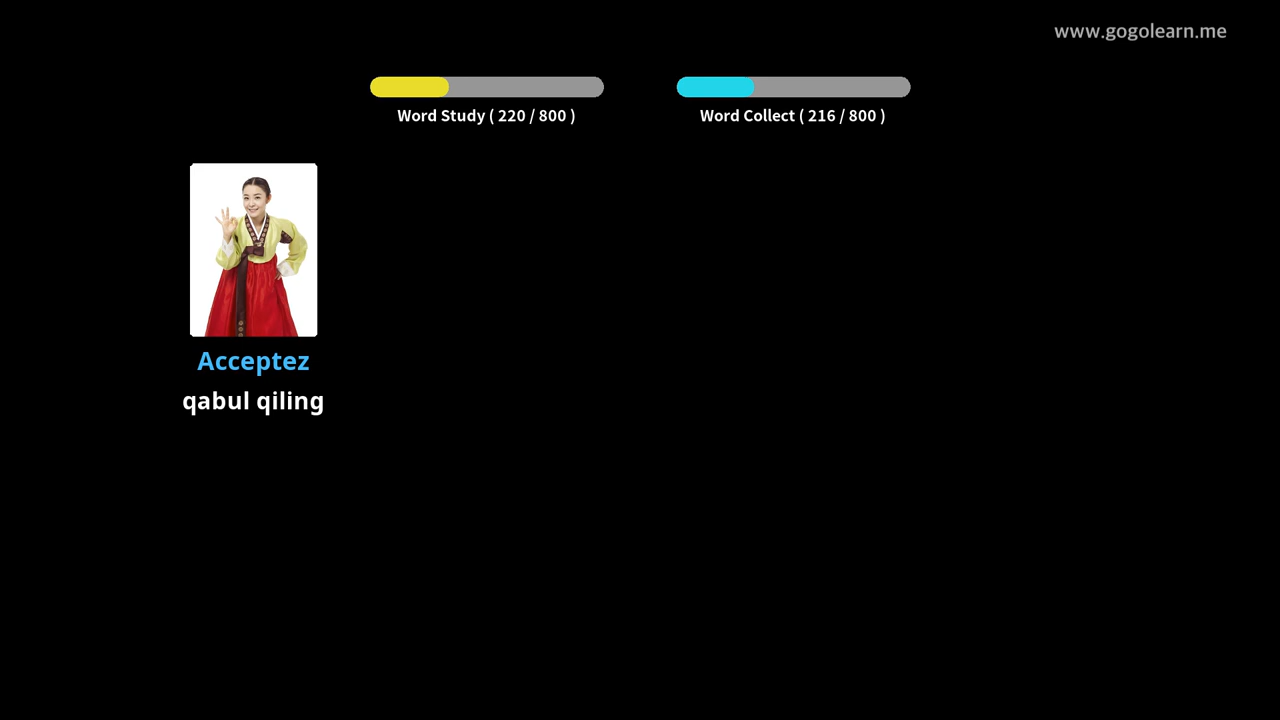 www.gogolearn.me
Word Study ( 220 / 800 )
Word Collect ( 216 / 800 )
Acceptez
qabul qiling